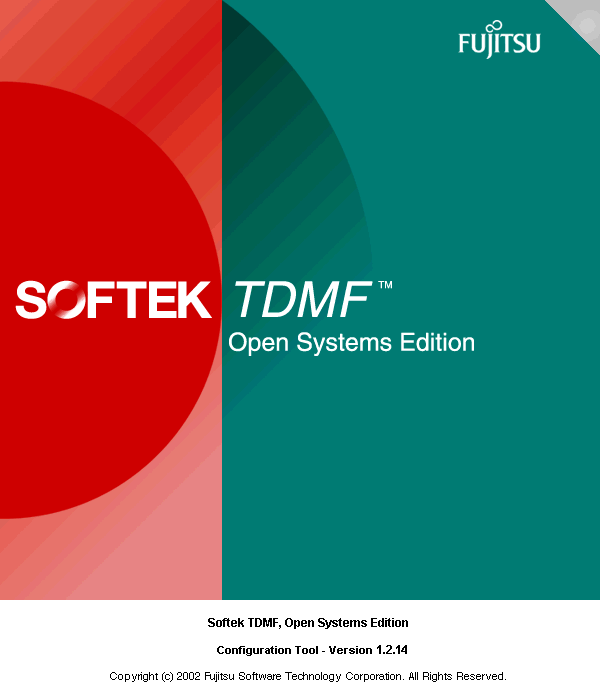 FUJITSU
SOFTEK TDMF™
Open Systems Edition
Softek TDMF, Open Systems Edition
Configuration Tool - Version 1.2.14
Copyright (c) 2002 Fujitsu Software Technology Corporation. All Rights Reserved.